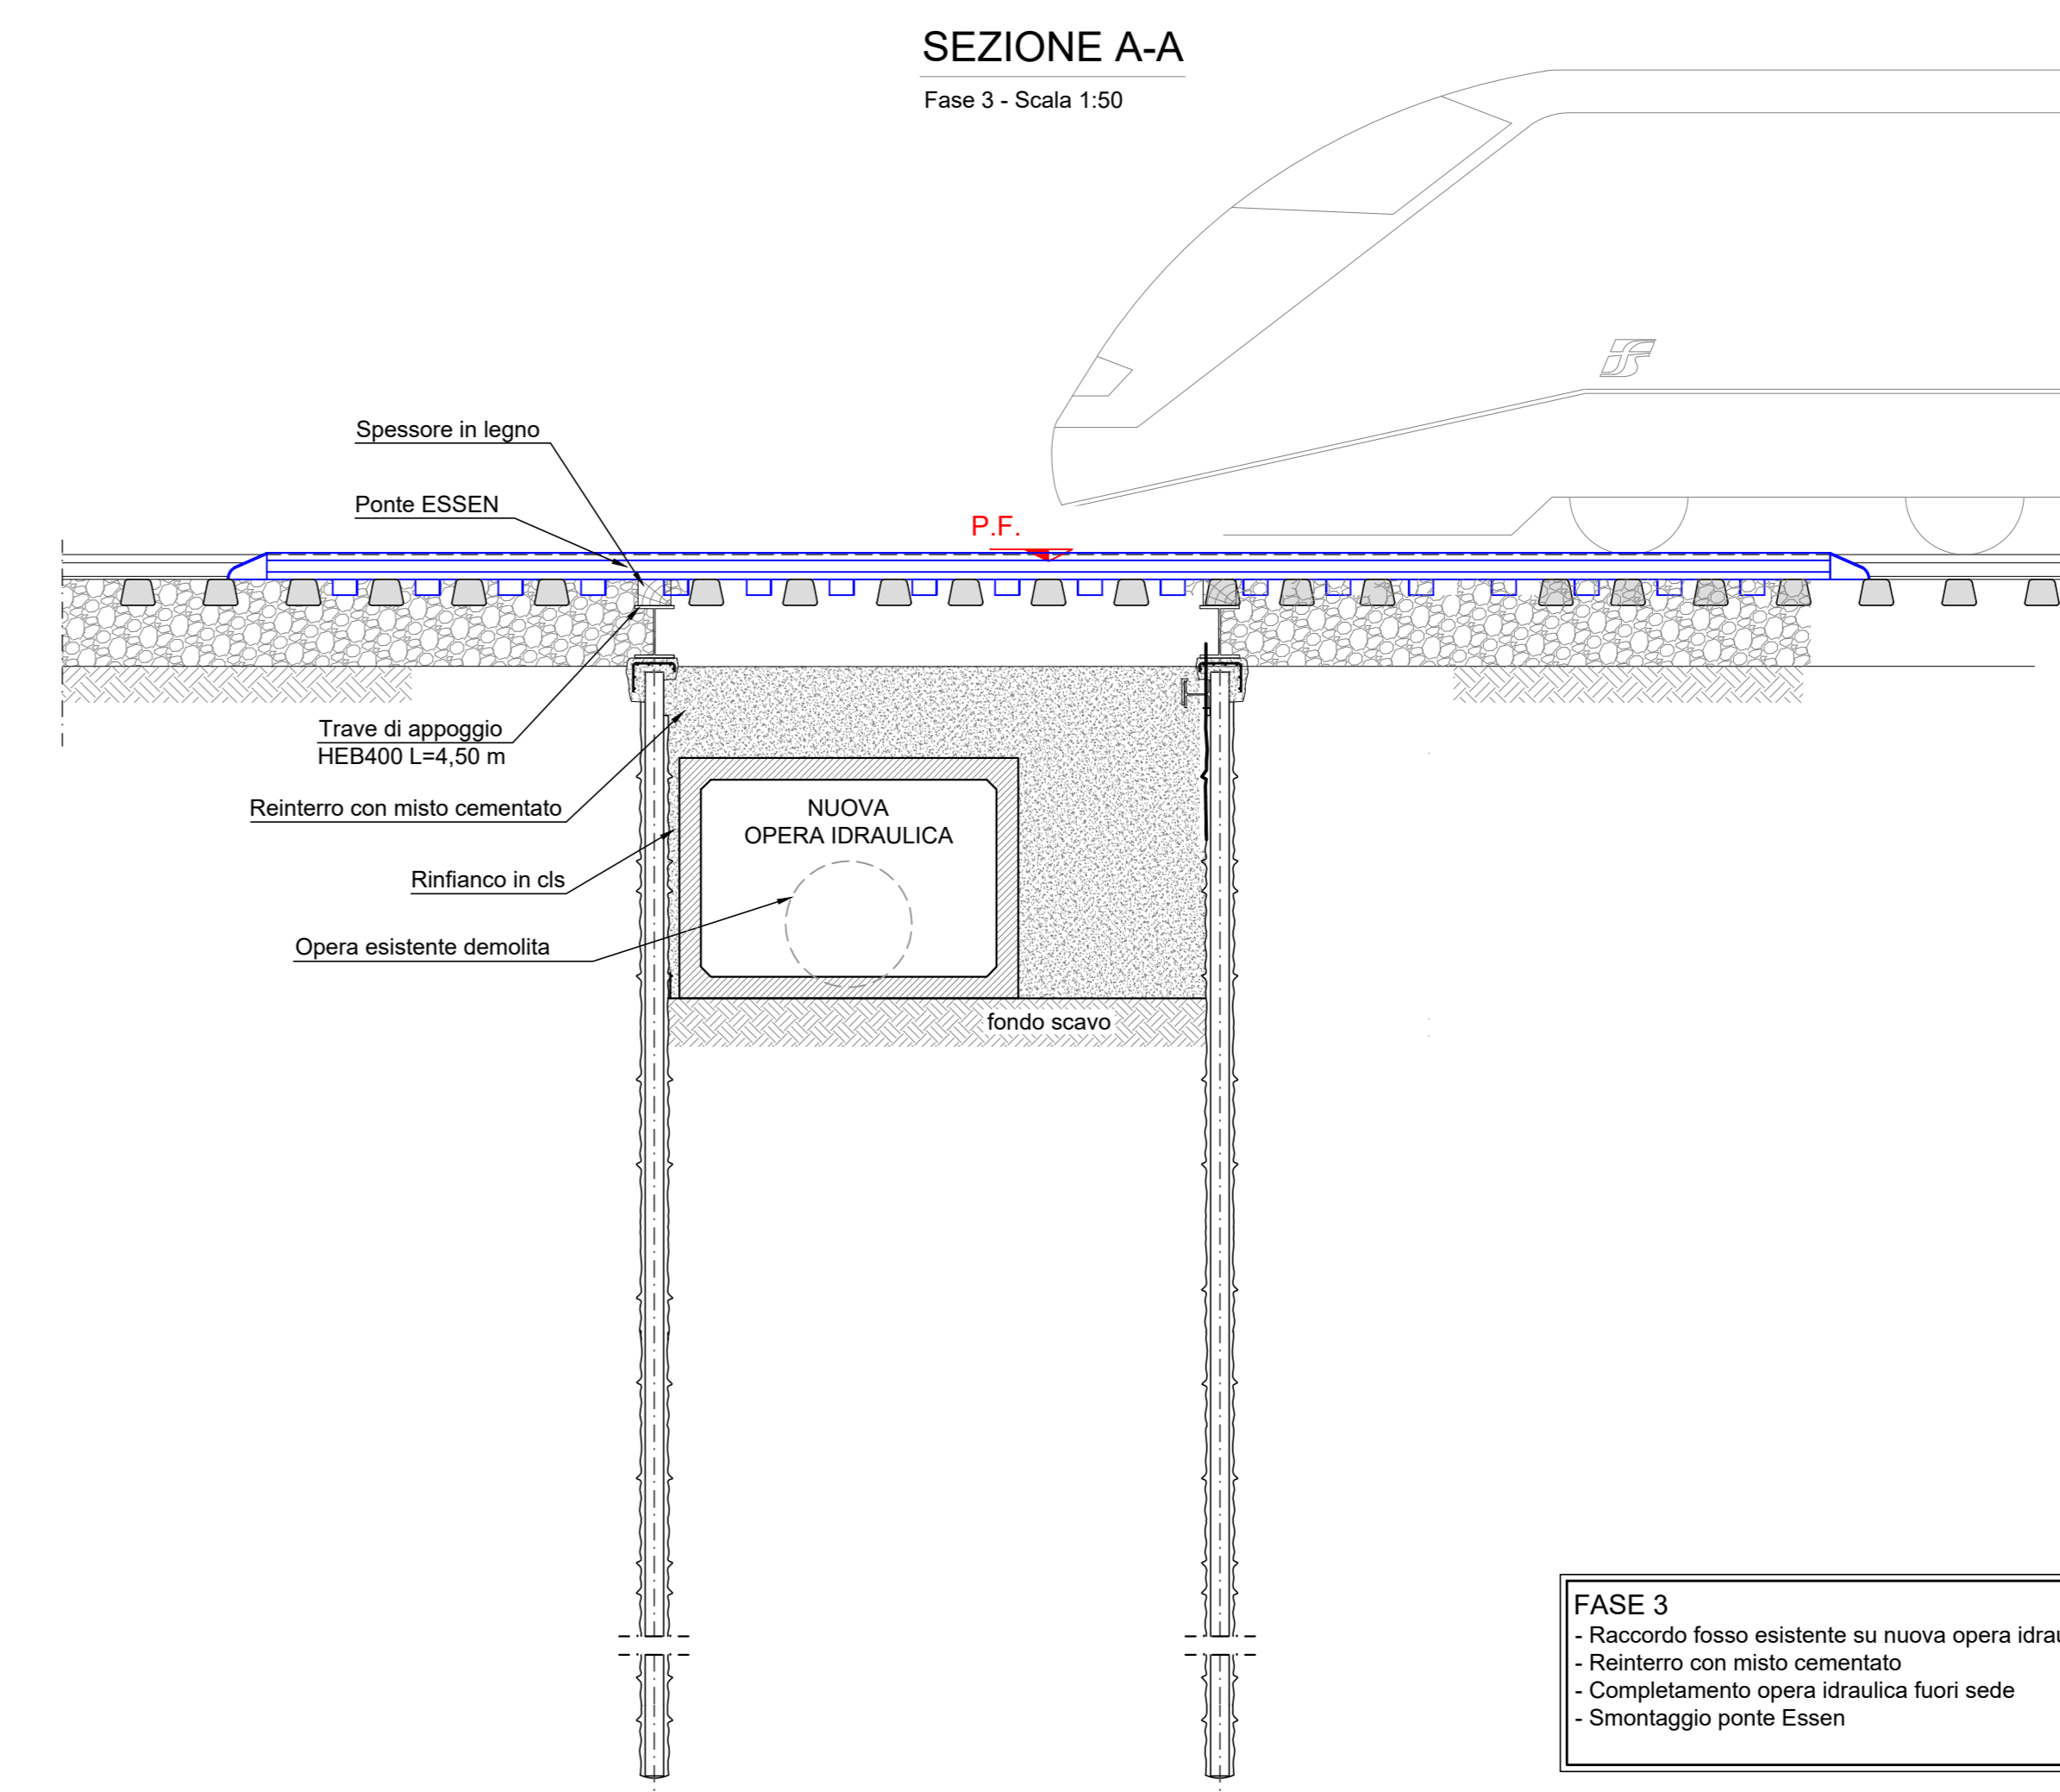 SEZIONE A-A
Fase 3 - Scala 1:50
Spessore in legno
Ponte ESSEN
P.F.
Trave di appoggio
HEB400 L=4,50 m
Reinterro con misto cementato
Rinfianco in cls
Opera esistente demolita
NUOVA
OPERA IDRAULICA
fondo scavo
FASE 3
- Raccordo fosso esistente su nuova opera idrau
- Reinterro con misto cementato
- Completamento opera idraulica fuori sede
- Smontaggio ponte Essen